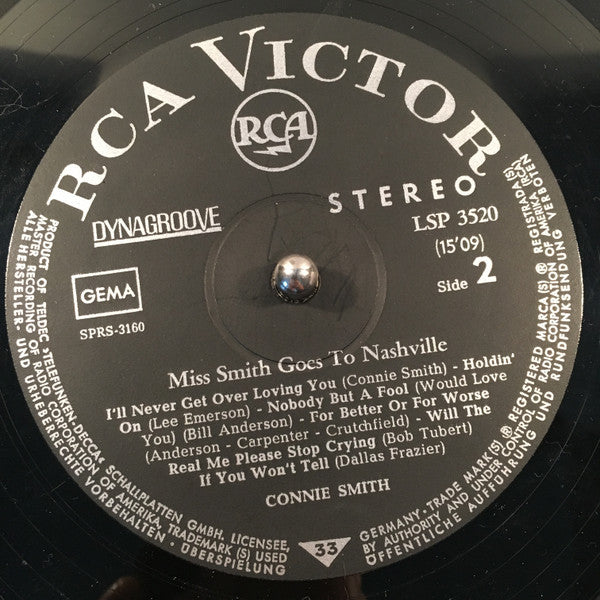 RCA VICTOR
RCA
DYNAGROOVE
STEREO
LSP 3520
(15'09)
Side 2
GEMA
SPRS-3160
Miss Smith Goes To Nashville
I'll Never Get Over Loving You (Connie Smith) - Holdin'
On (Lee Emerson) - Nobody But A Fool (Would Love
You) (Bill Anderson) - For Better Or For Worse
(Anderson - Carpenter - Crutchfield) - Will The
Real Me Please Stop Crying (Bob Tubert)
If You Won't Tell (Dallas Frazier)
CONNIE SMITH
33
PRODUCT OF TELDEC »TELEFUNKEN-DECCA« SCHALLPLATTEN GMBH, LICENSEE,
MASTER RECORDING OF RADIO CORPORATION OF AMERICA, TRADEMARK (S) USED
ALLE HERSTELLER- UND URHEBERRECHTE VORBEHALTEN · ÜBERSPIELUNG
GERMANY · TRADE MARK (S) ® REGISTERED MARCA (S) ® REGISTRADA (S)
BY AUTHORITY AND UNDER CONTROL OF RADIO CORPORATION OF AMERICA
ÖFFENTLICHE AUFFÜHRUNG UND RUNDFUNKSENDUNG VERBOTEN